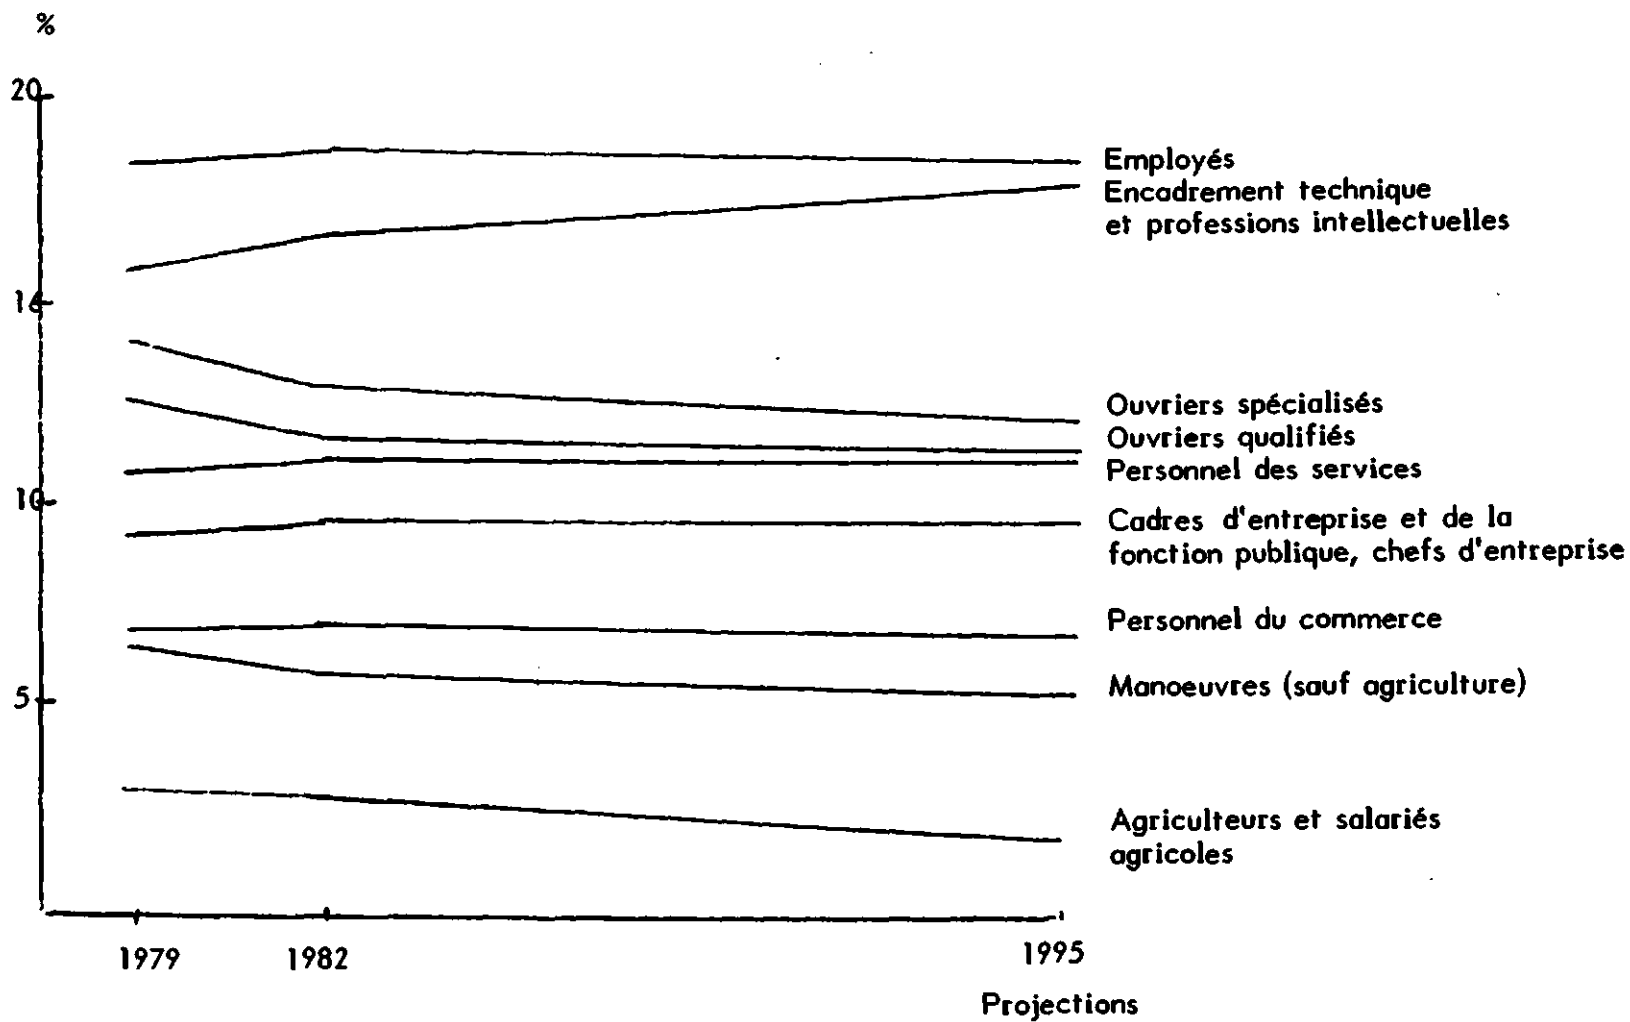 %
20
Employés
Encadrement technique
et professions intellectuelles
16
Ouvriers spécialisés
Ouvriers qualifiés
Personnel des services
10
Cadres d'entreprise et de la
fonction publique, chefs d'entreprise
Personnel du commerce
Manoeuvres (sauf agriculture)
5
Agriculteurs et salariés
agricoles
1979 1982 1995
Projections